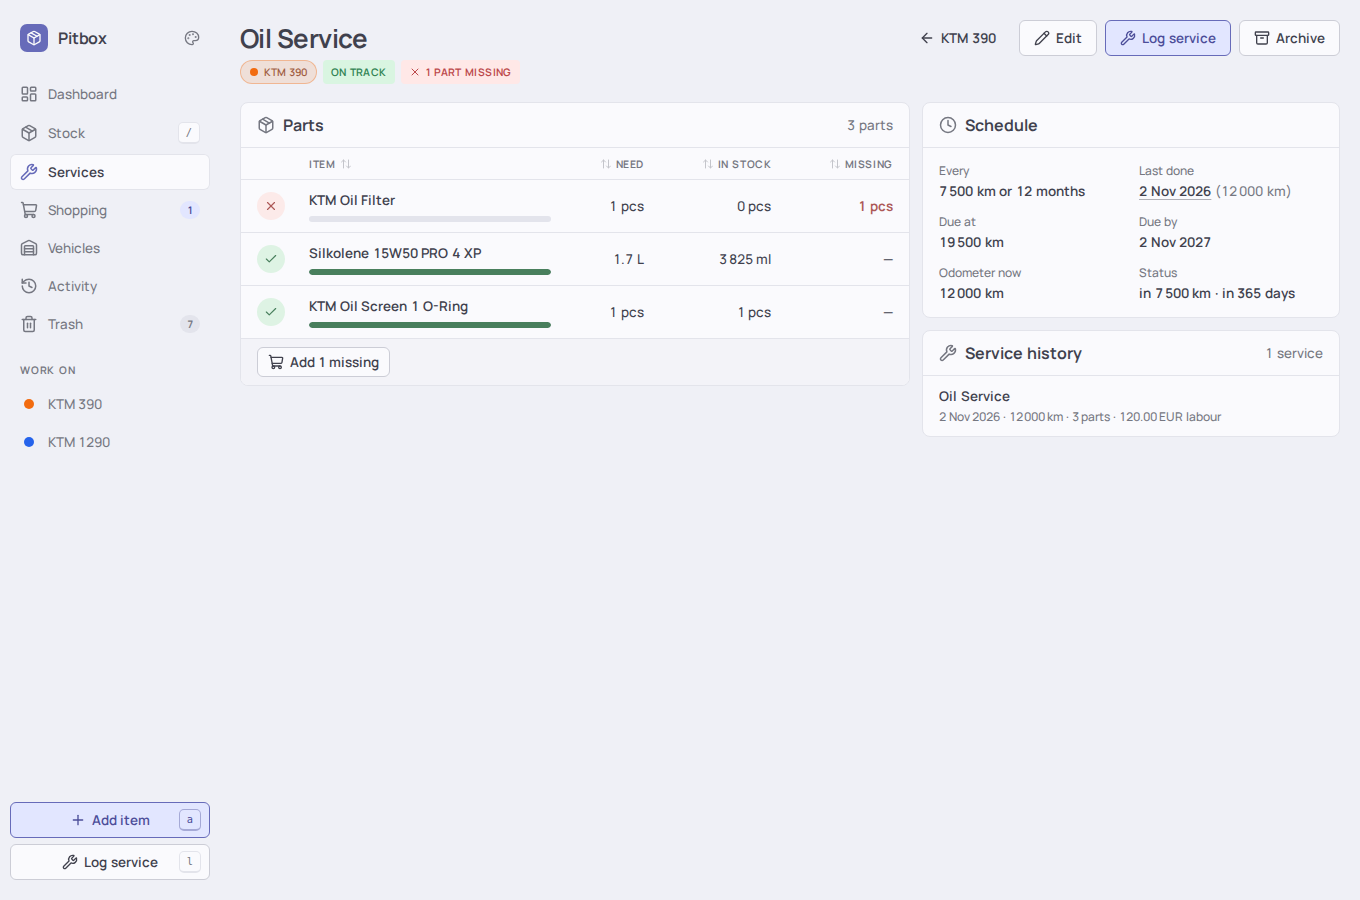 Pitbox
Dashboard
Stock /
Services
Shopping 1
Vehicles
Activity
Trash 7
WORK ON
KTM 390
KTM 1290
Add item a
Log service l
Oil Service
KTM 390 ON TRACK 1 PART MISSING
KTM 390 Edit Log service Archive
Parts 3 parts
ITEM NEED IN STOCK MISSING
KTM Oil Filter 1 pcs 0 pcs 1 pcs
Silkolene 15W50 PRO 4 XP 1.7 L 3 825 ml –
KTM Oil Screen 1 O-Ring 1 pcs 1 pcs –
Add 1 missing
Schedule
Every Last done
7 500 km or 12 months 2 Nov 2026 (12 000 km)
Due at Due by
19 500 km 2 Nov 2027
Odometer now Status
12 000 km in 7 500 km · in 365 days
Service history 1 service
Oil Service
2 Nov 2026 · 12 000 km · 3 parts · 120.00 EUR labour